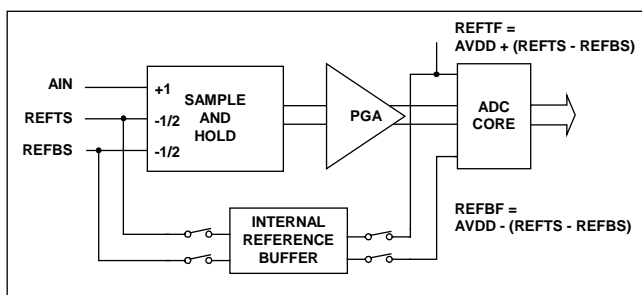 REFTF =
AVDD + (REFTS - REFBS)
AIN
+1
SAMPLE
AND
HOLD
REFTS
-1/2
REFBS
-1/2
PGA
ADC
CORE
INTERNAL
REFERENCE
BUFFER
REFBF =
AVDD - (REFTS - REFBS)